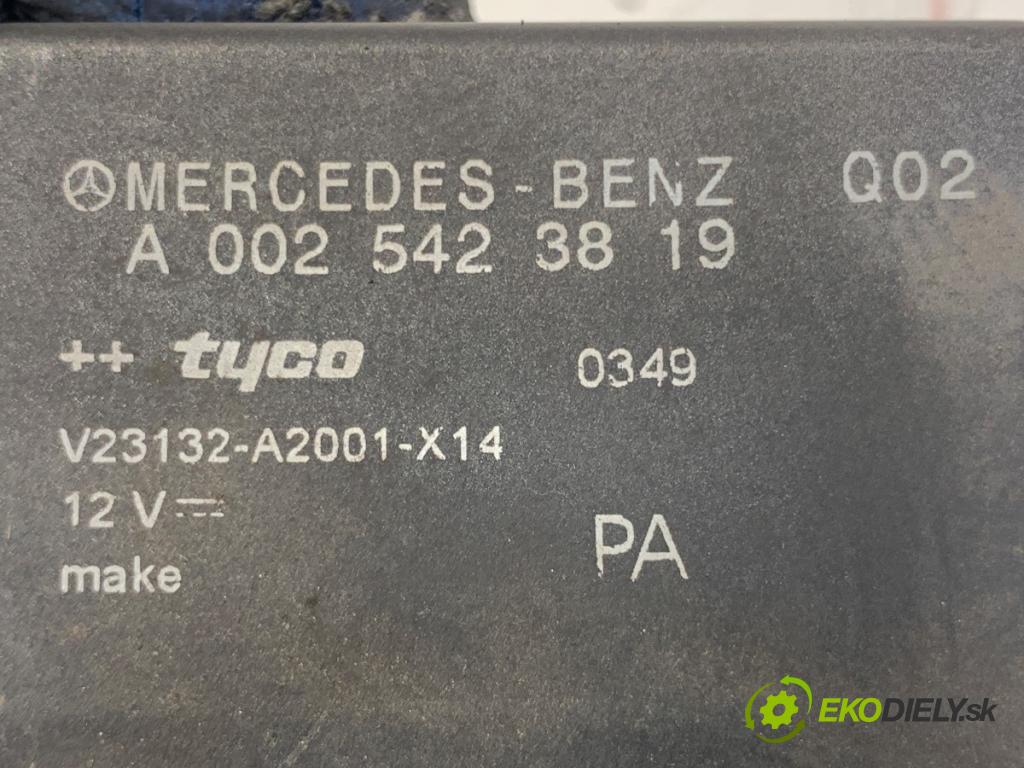 MERCEDES-BENZ Q02
A 002 542 38 19
++ tyco 0349
V23132-A2001-X14
12 V
make
PA
EKODIELY.sk